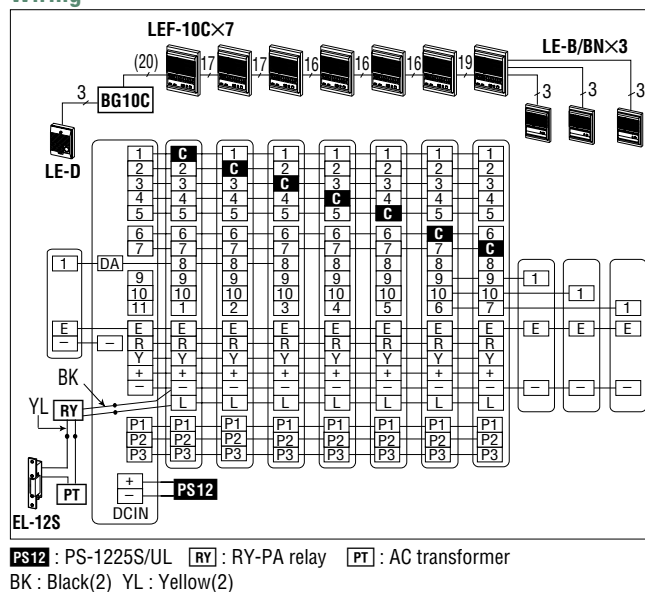 Wiring
LEF-10C×7
LE-B/BN×3
(20) 17 17 16 16 16 19
3 BG10C 3 3 3
LE-D
1 C 1 1 1 1 1 1
2 2 C 2 2 2 2 2
3 3 3 C 3 3 3 3
4 4 4 4 C 4 4 4
5 5 5 5 5 C 5 5
6 6 6 6 6 6 C 6
7 7 7 7 7 7 7 C
1 DA 8 8 8 8 8 8 8
9 9 9 9 9 9 9 9 1
10 10 10 10 10 10 10 10 1
11 1 2 3 4 5 6 7 1
E E E E E E E E E E E E
– – R R R R R R R R
Y Y Y Y Y Y Y Y
BK + + + + + + + +
– – – – – – – – – – –
YL RY L L L L L L L
P1 P1 P1 P1 P1 P1 P1 P1
P2 P2 P2 P2 P2 P2 P2 P2
P3 P3 P3 P3 P3 P3 P3 P3
PT + – PS12
EL-12S DCIN
PS12 : PS-1225S/UL RY : RY-PA relay PT : AC transformer
BK : Black(2) YL : Yellow(2)